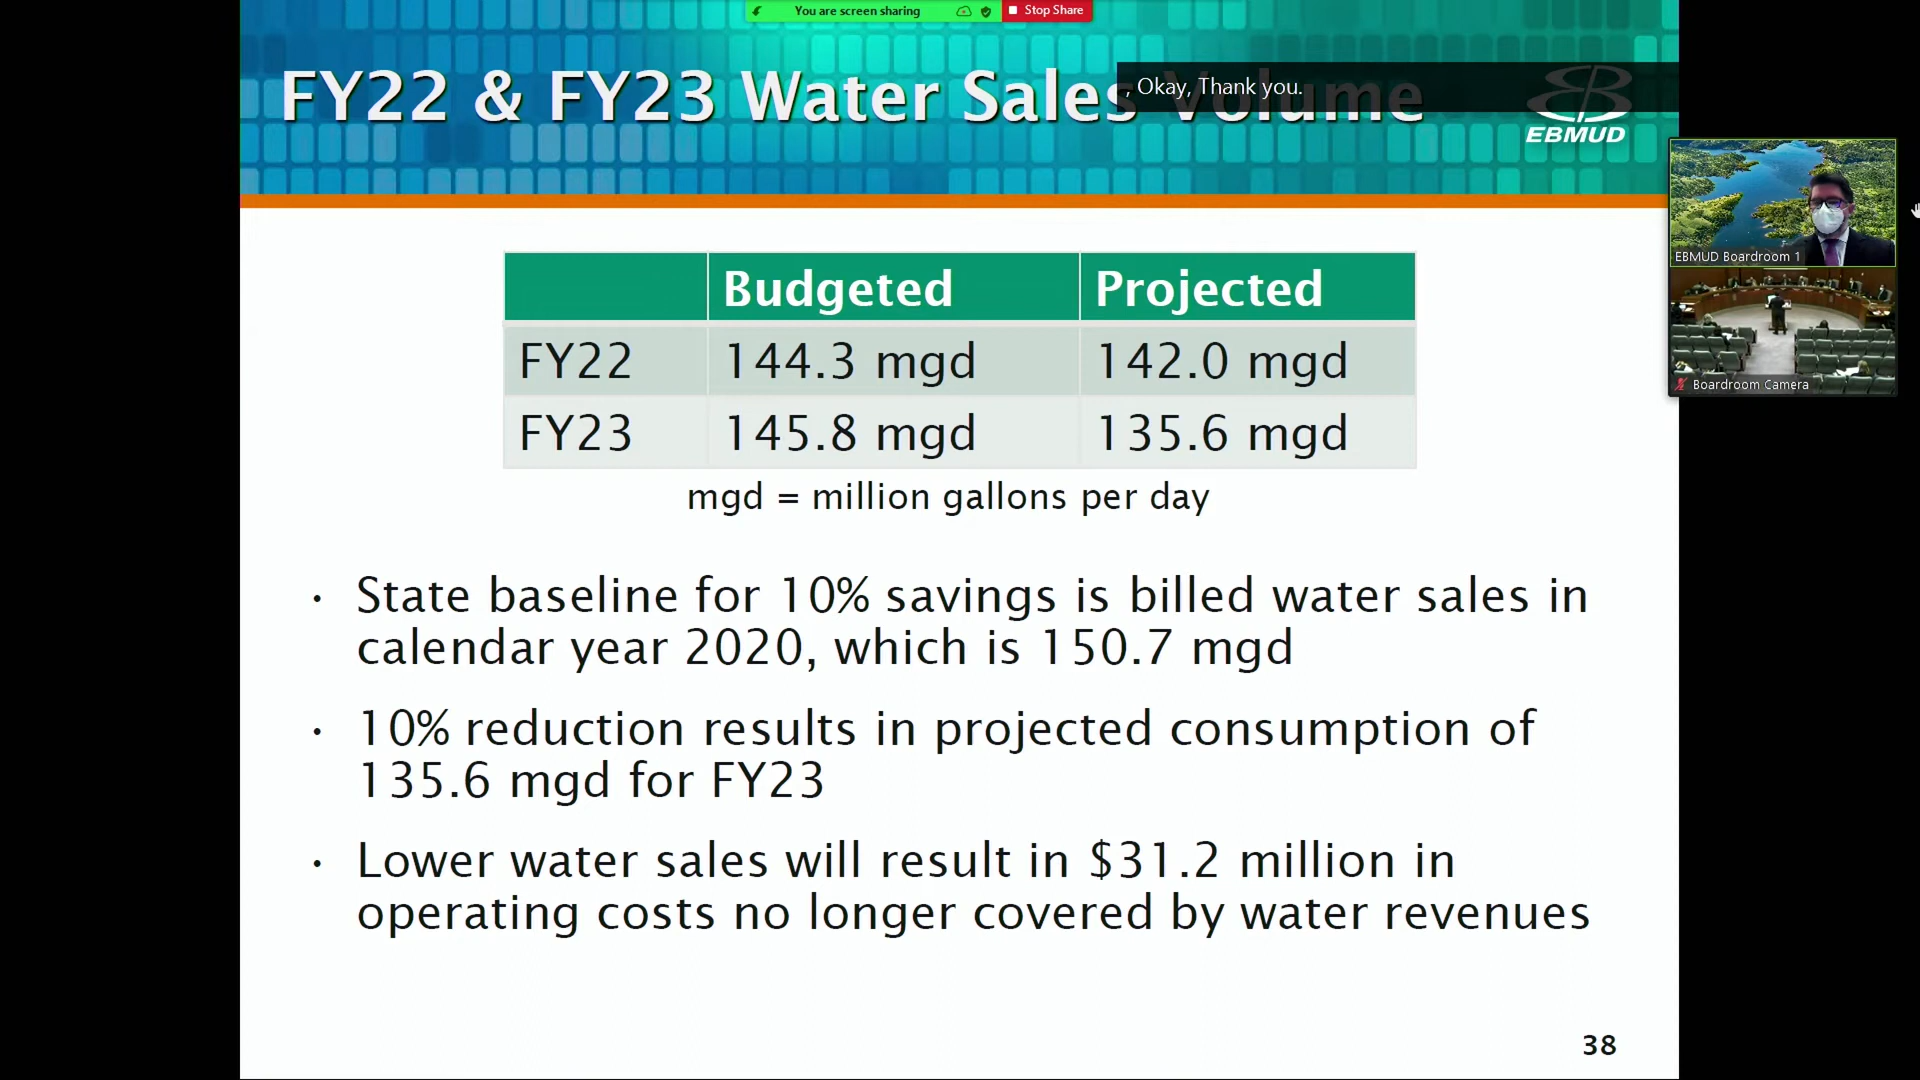 You are screen sharing
Stop Share
FY22 & FY23 Water Sales Volume
, Okay, Thank you.
EBMUD
EBMUD Boardroom 1
Boardroom Camera
Budgeted Projected
FY22 144.3 mgd 142.0 mgd
FY23 145.8 mgd 135.6 mgd
mgd = million gallons per day
• State baseline for 10% savings is billed water sales in
calendar year 2020, which is 150.7 mgd
• 10% reduction results in projected consumption of
135.6 mgd for FY23
• Lower water sales will result in $31.2 million in
operating costs no longer covered by water revenues
38